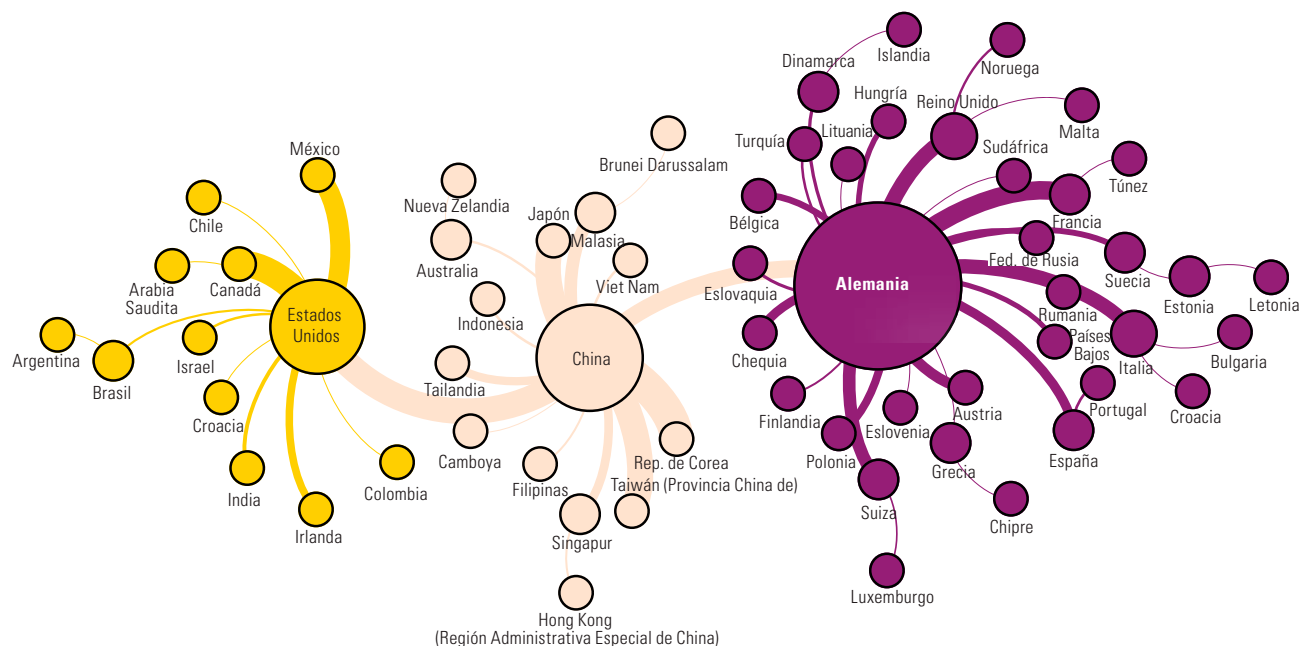 México
Chile
Arabia
Saudita
Canadá
Estados
Unidos
Argentina
Brasil
Israel
Croacia
India
Irlanda
Colombia
Brunei Darussalam
Nueva Zelandia
Japón
Malasia
Australia
Viet Nam
Indonesia
China
Tailandia
Camboya
Filipinas
Rep. de Corea
Taiwán (Provincia China de)
Singapur
Hong Kong
(Región Administrativa Especial de China)
Islandia
Dinamarca
Noruega
Hungría
Reino Unido
Turquía
Lituania
Malta
Sudáfrica
Túnez
Bélgica
Francia
Fed. de Rusia
Suecia
Estonia
Letonia
Eslovaquia
Alemania
Rumania
Países
Bajos
Italia
Bulgaria
Chequia
Croacia
Portugal
Finlandia
Eslovenia
Austria
España
Polonia
Grecia
Suiza
Chipre
Luxemburgo